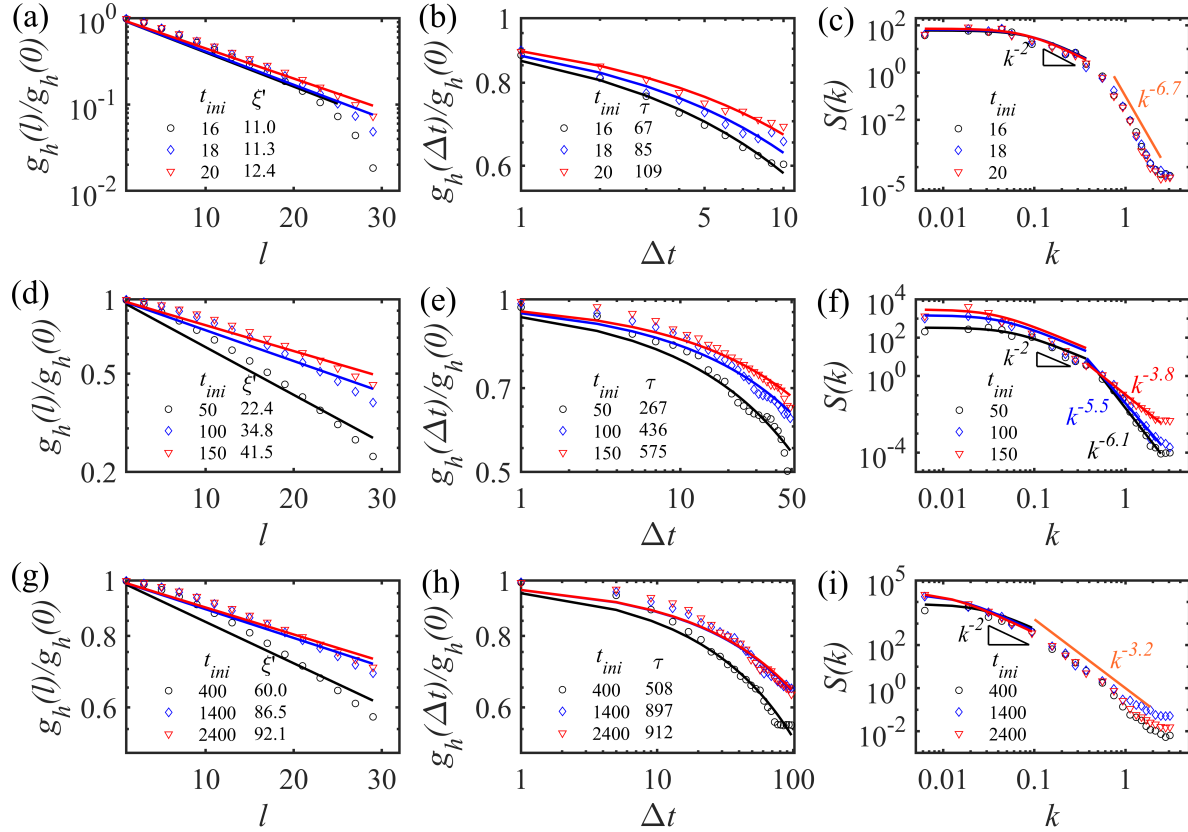 (a)
g_h(l)/g_h(0)
10^0
10^-1
10^-2
t_ini ξ'
16 11.0
18 11.3
20 12.4
10 20 30
l
(b)
g_h(Δt)/g_h(0)
0.8
0.6
t_ini τ
16 67
18 85
20 109
1 5 10
Δt
(c)
S(k)
10^2
10^0
10^-2
10^-5
k^-2
k^-6.7
t_ini
16
18
20
0.01 0.1 1
k
(d)
g_h(l)/g_h(0)
1
0.5
0.2
t_ini ξ'
50 22.4
100 34.8
150 41.5
10 20 30
l
(e)
g_h(Δt)/g_h(0)
1
0.7
0.5
t_ini τ
50 267
100 436
150 575
1 10 50
Δt
(f)
S(k)
10^4
10^2
10^0
10^-4
k^-2
k^-3.8
k^-5.5
k^-6.1
t_ini
50
100
150
0.01 0.1 1
k
(g)
g_h(l)/g_h(0)
1
0.8
0.6
t_ini ξ'
400 60.0
1400 86.5
2400 92.1
10 20 30
l
(h)
g_h(Δt)/g_h(0)
1
0.8
0.6
t_ini τ
400 508
1400 897
2400 912
1 10 100
Δt
(i)
S(k)
10^5
10^2
10^0
10^-2
k^-2
k^-3.2
t_ini
400
1400
2400
0.01 0.1 1
k